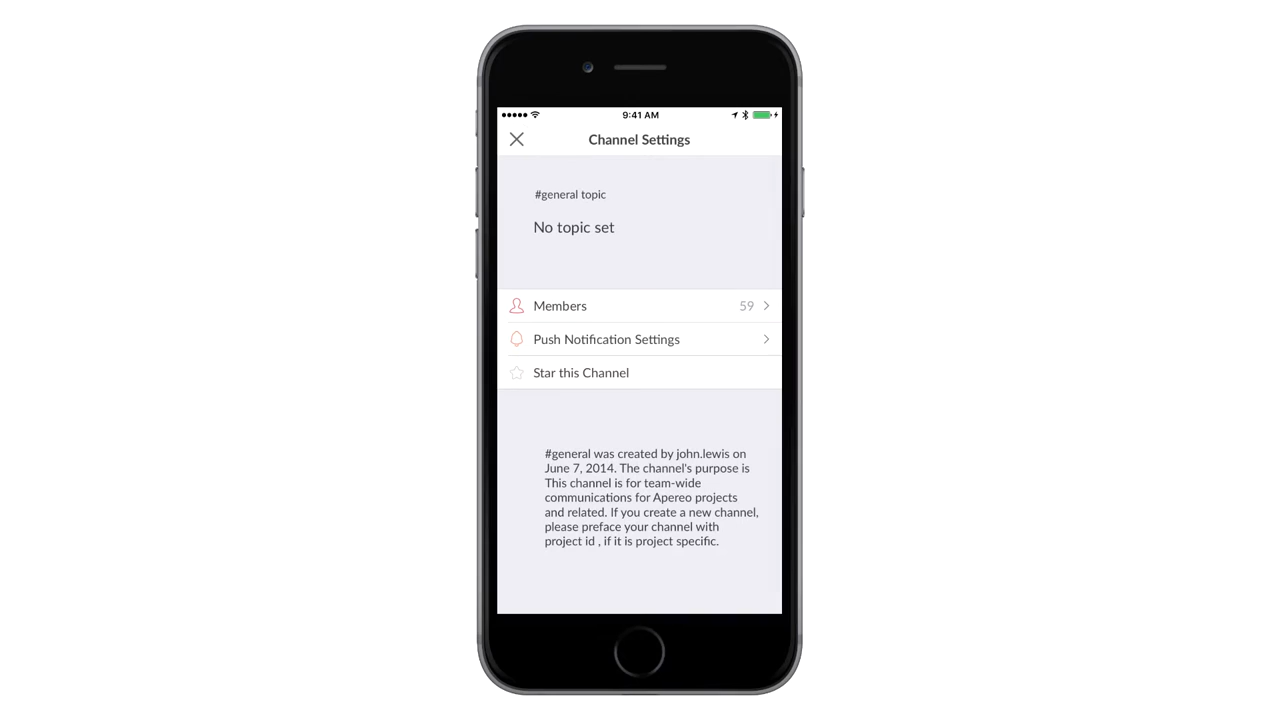 9:41 AM
Channel Settings
#general topic
No topic set
Members 59
Push Notification Settings
Star this Channel
#general was created by john.lewis on
June 7, 2014. The channel's purpose is
This channel is for team-wide
communications for Apereo projects
and related. If you create a new channel,
please preface your channel with
project id , if it is project specific.